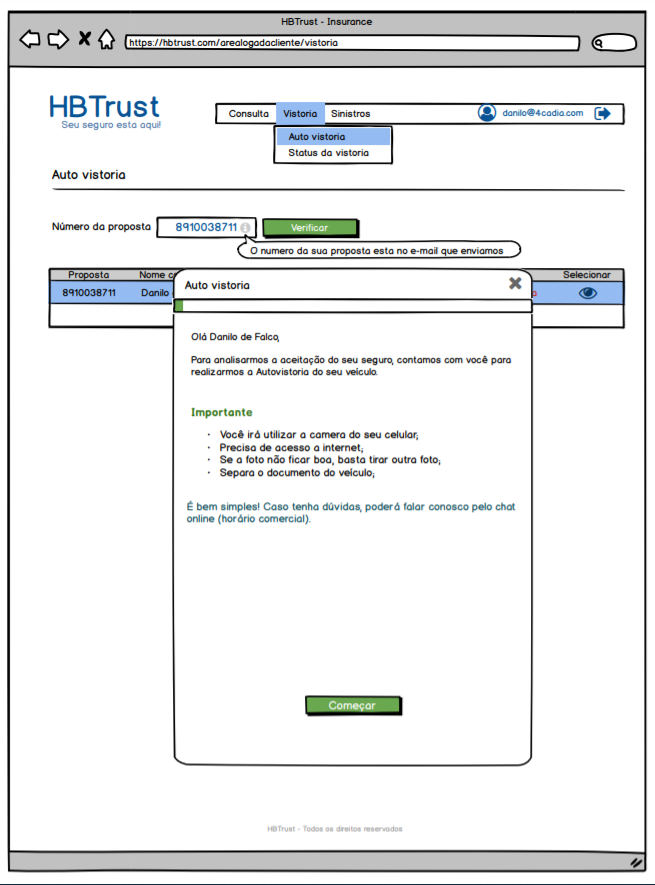 HBTrust - Insurance
https://hbtrust.com/arealogadacliente/vistoria
HBTrust
Seu seguro esta aqui!
Consulta Vistoria Sinistros danilo@4cadia.com
Auto vistoria
Status da vistoria
Auto vistoria
Número da proposta 8910038711 Verificar
O numero da sua proposta esta no e-mail que enviamos
Proposta Nome Selecionar
8910038711 Danilo
Auto vistoria
Olá Danilo de Falco,
Para analisarmos a aceitação do seu seguro, contamos com você para
realizarmos a Autovistoria do seu veículo.
Importante
· Você irá utilizar a camera do seu celular;
· Precisa de acesso a internet;
· Se a foto não ficar boa, basta tirar outra foto;
· Separa o documento do veículo;
É bem simples! Caso tenha dúvidas, poderá falar conosco pelo chat
online (horário comercial).
Começar
HBTrust - Todos os direitos reservados